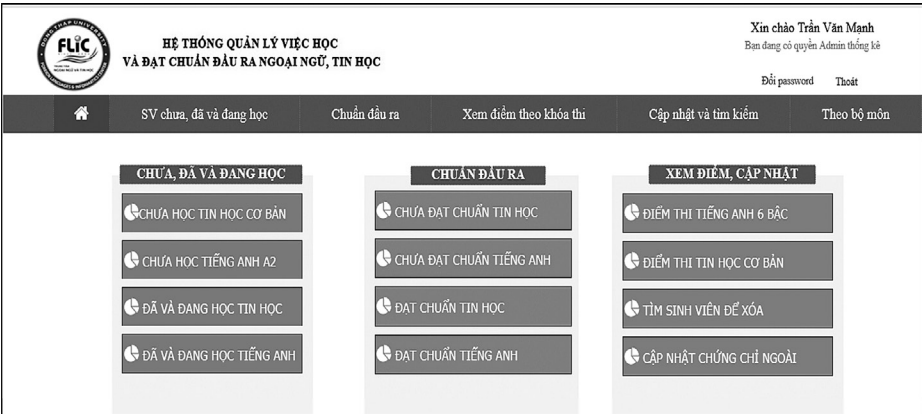 DONG THAP UNIVERSITY
FLiC
HỆ THỐNG QUẢN LÝ VIỆC HỌC
VÀ ĐẠT CHUẨN ĐẦU RA NGOẠI NGỮ, TIN HỌC
Xin chào Trần Văn Mạnh
Bạn đang có quyền Admin thống kê
Đổi password Thoát
SV chưa, đã và đang học Chuẩn đầu ra Xem điểm theo khóa thi Cập nhật và tìm kiếm Theo bộ môn
CHƯA, ĐÃ VÀ ĐANG HỌC
CHƯA HỌC TIN HỌC CƠ BẢN
CHƯA HỌC TIẾNG ANH A2
ĐÃ VÀ ĐANG HỌC TIN HỌC
ĐÃ VÀ ĐANG HỌC TIẾNG ANH
CHUẨN ĐẦU RA
CHƯA ĐẠT CHUẨN TIN HỌC
CHƯA ĐẠT CHUẨN TIẾNG ANH
ĐẠT CHUẨN TIN HỌC
ĐẠT CHUẨN TIẾNG ANH
XEM ĐIỂM, CẬP NHẬT
ĐIỂM THI TIẾNG ANH 6 BẬC
ĐIỂM THI TIN HỌC CƠ BẢN
TÌM SINH VIÊN ĐỂ XÓA
CẬP NHẬT CHỨNG CHỈ NGOÀI